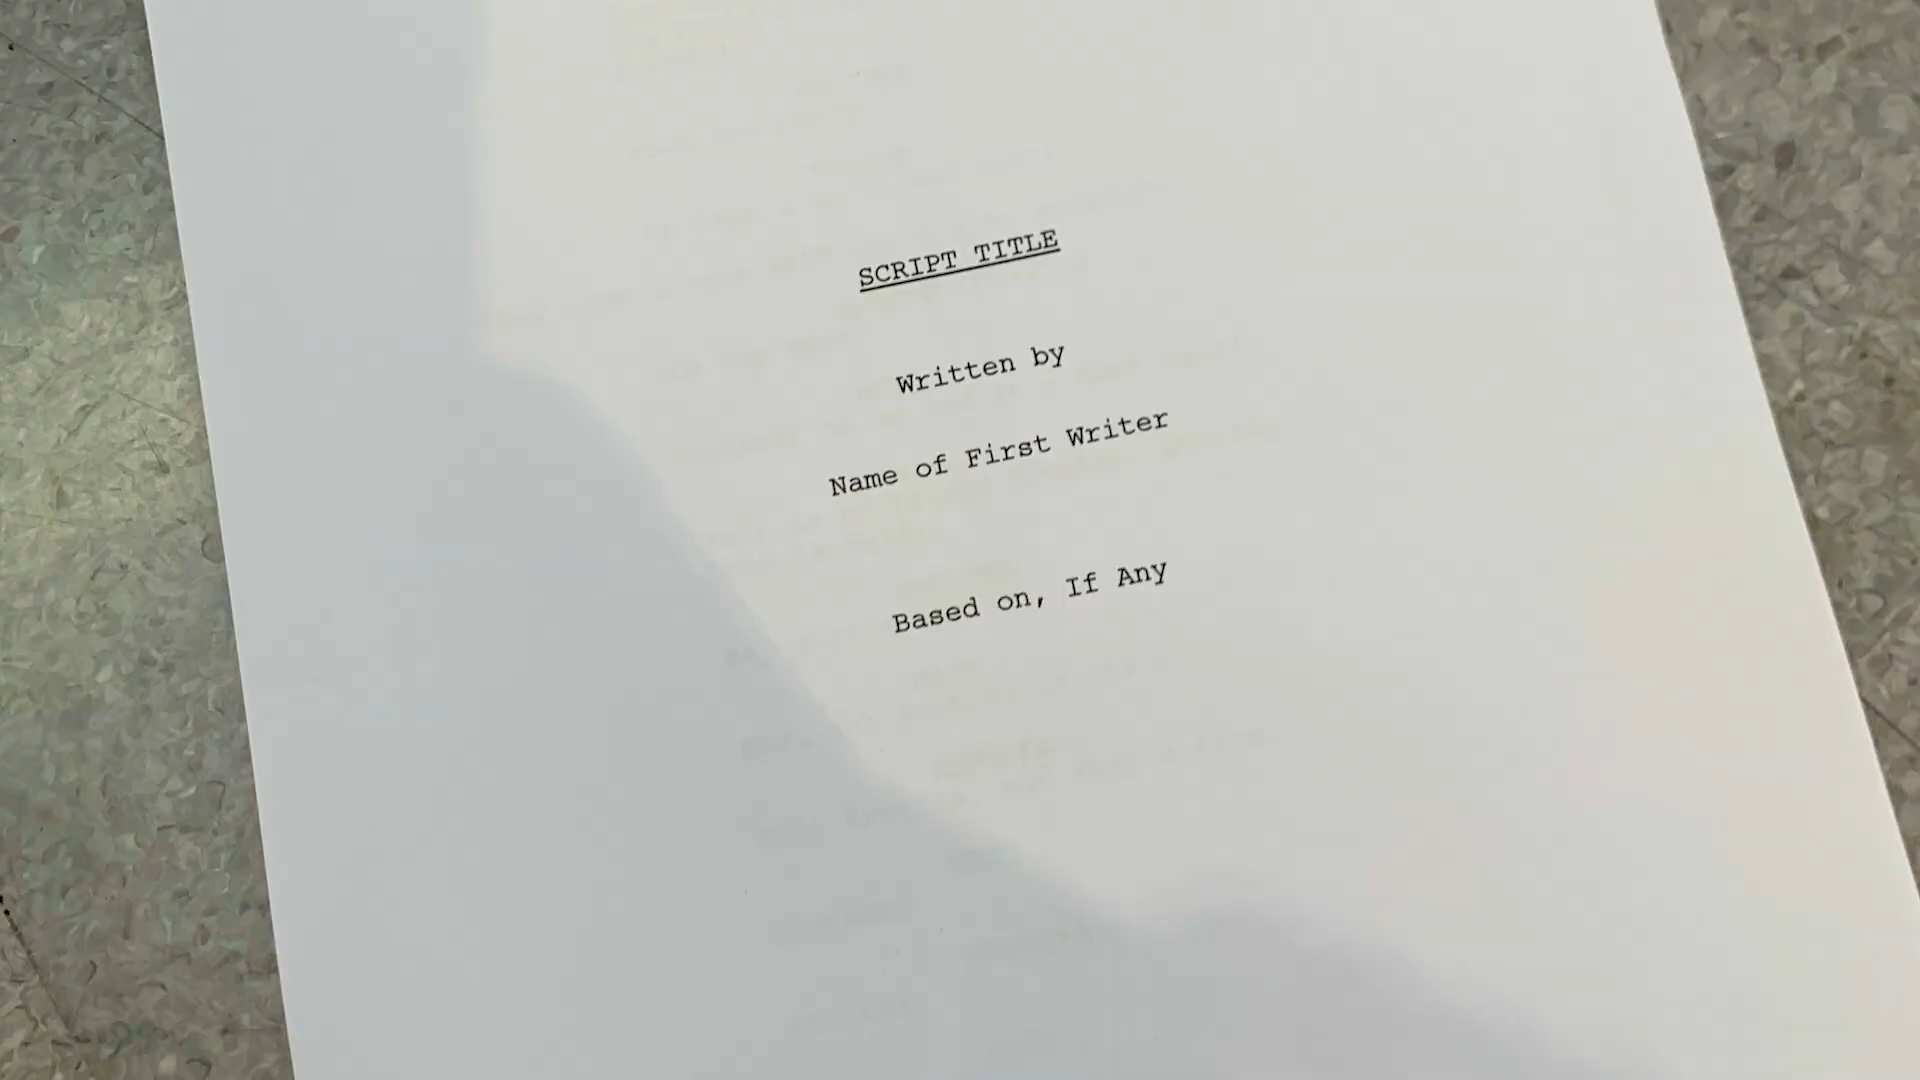 SCRIPT TITLE
Written by
Name of First Writer
Based on, If Any